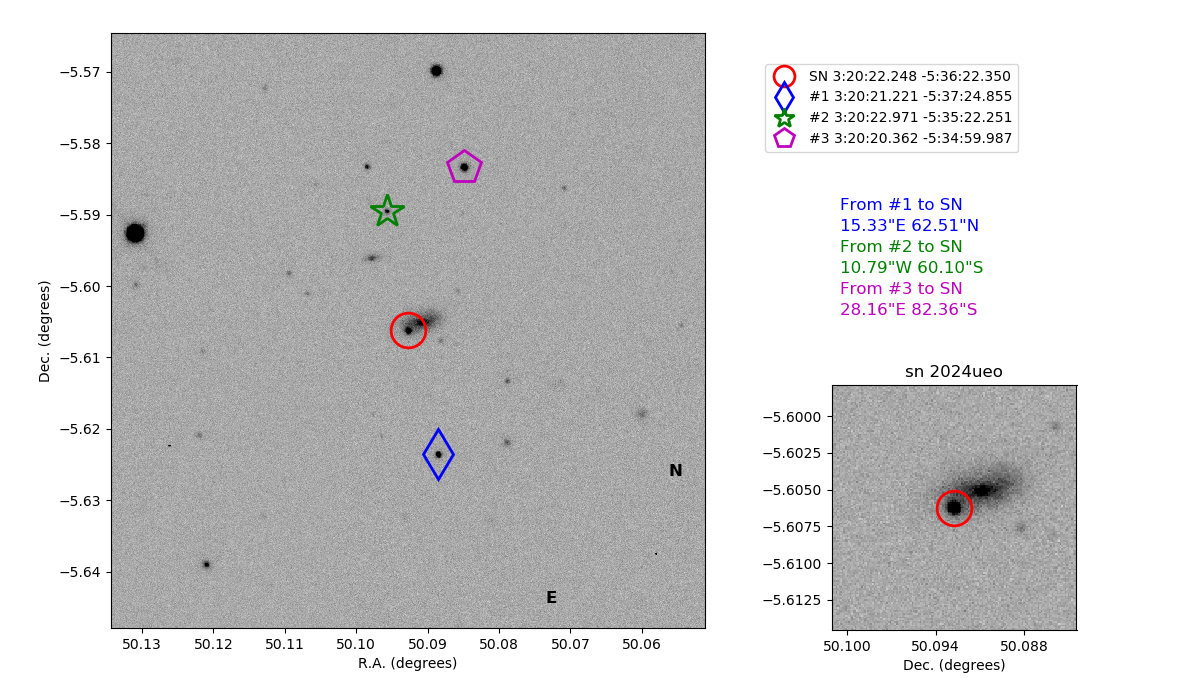 −5.57
−5.58
−5.59
−5.60
−5.61
−5.62
−5.63
−5.64
Dec. (degrees)
50.13 50.12 50.11 50.10 50.09 50.08 50.07 50.06
R.A. (degrees)
N
E
SN 3:20:22.248 -5:36:22.350
#1 3:20:21.221 -5:37:24.855
#2 3:20:22.971 -5:35:22.251
#3 3:20:20.362 -5:34:59.987
From #1 to SN
15.33"E 62.51"N
From #2 to SN
10.79"W 60.10"S
From #3 to SN
28.16"E 82.36"S
sn 2024ueo
−5.6000
−5.6025
−5.6050
−5.6075
−5.6100
−5.6125
50.100 50.094 50.088
Dec. (degrees)